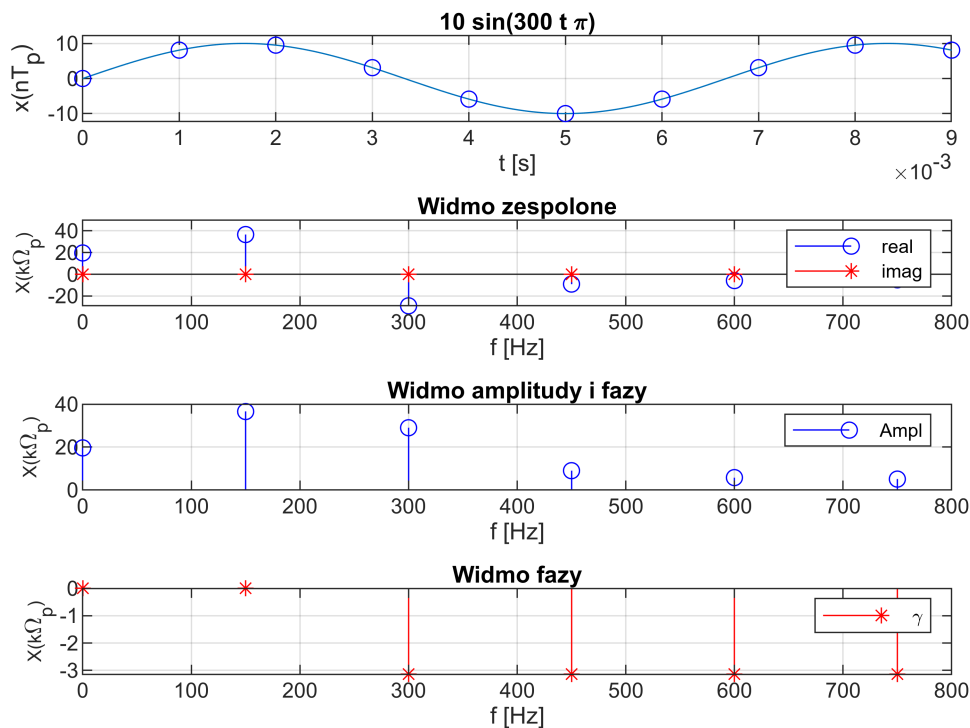 10 sin(300 t π)
10
0
-10
x(nT_p)
0 1 2 3 4 5 6 7 8 9
t [s]
×10^-3
Widmo zespolone
40
20
0
-20
X(kΩ_p)
real
imag
0 100 200 300 400 500 600 700 800
f [Hz]
Widmo amplitudy i fazy
40
20
0
X(kΩ_p)
Ampl
0 100 200 300 400 500 600 700 800
f [Hz]
Widmo fazy
0
-1
-2
-3
X(kΩ_p)
γ
0 100 200 300 400 500 600 700 800
f [Hz]